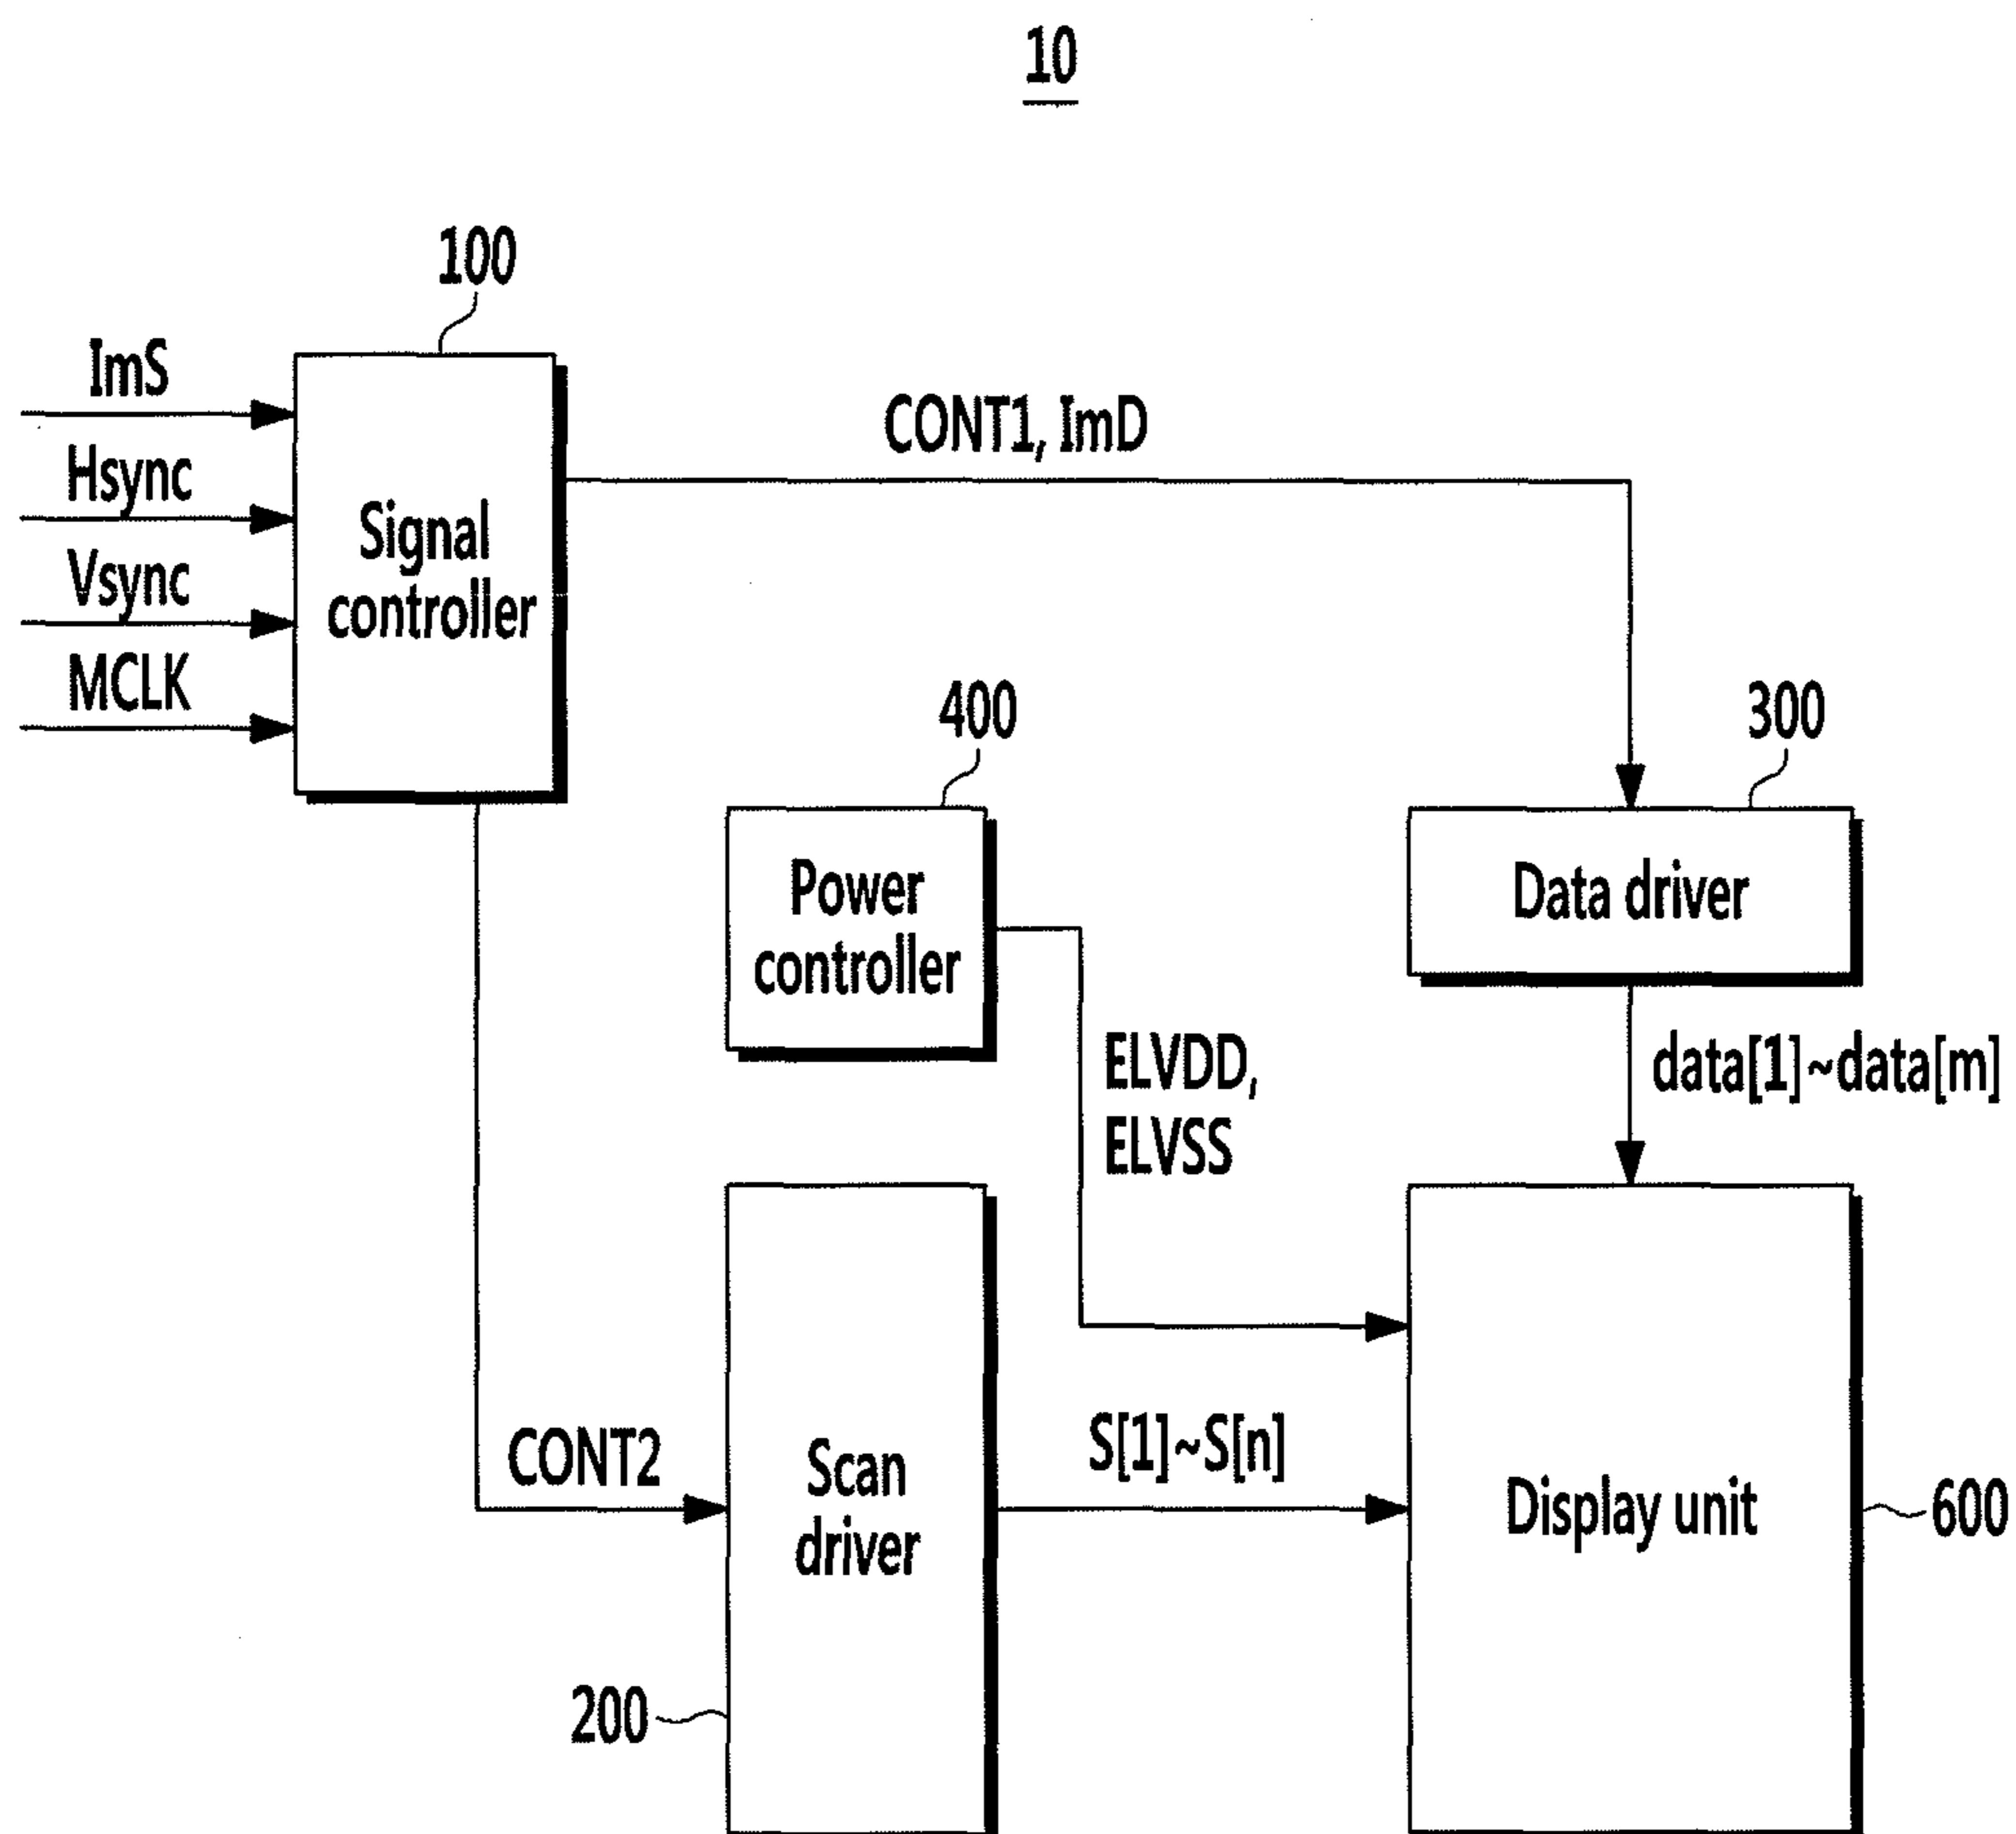 10
100
ImS
Hsync
Vsync
MCLK
Signal
controller
CONT1, ImD
400
300
Power
controller
Data driver
ELVDD,
ELVSS
data[1]~data[m]
CONT2
Scan
driver
S[1]~S[n]
Display unit
600
200